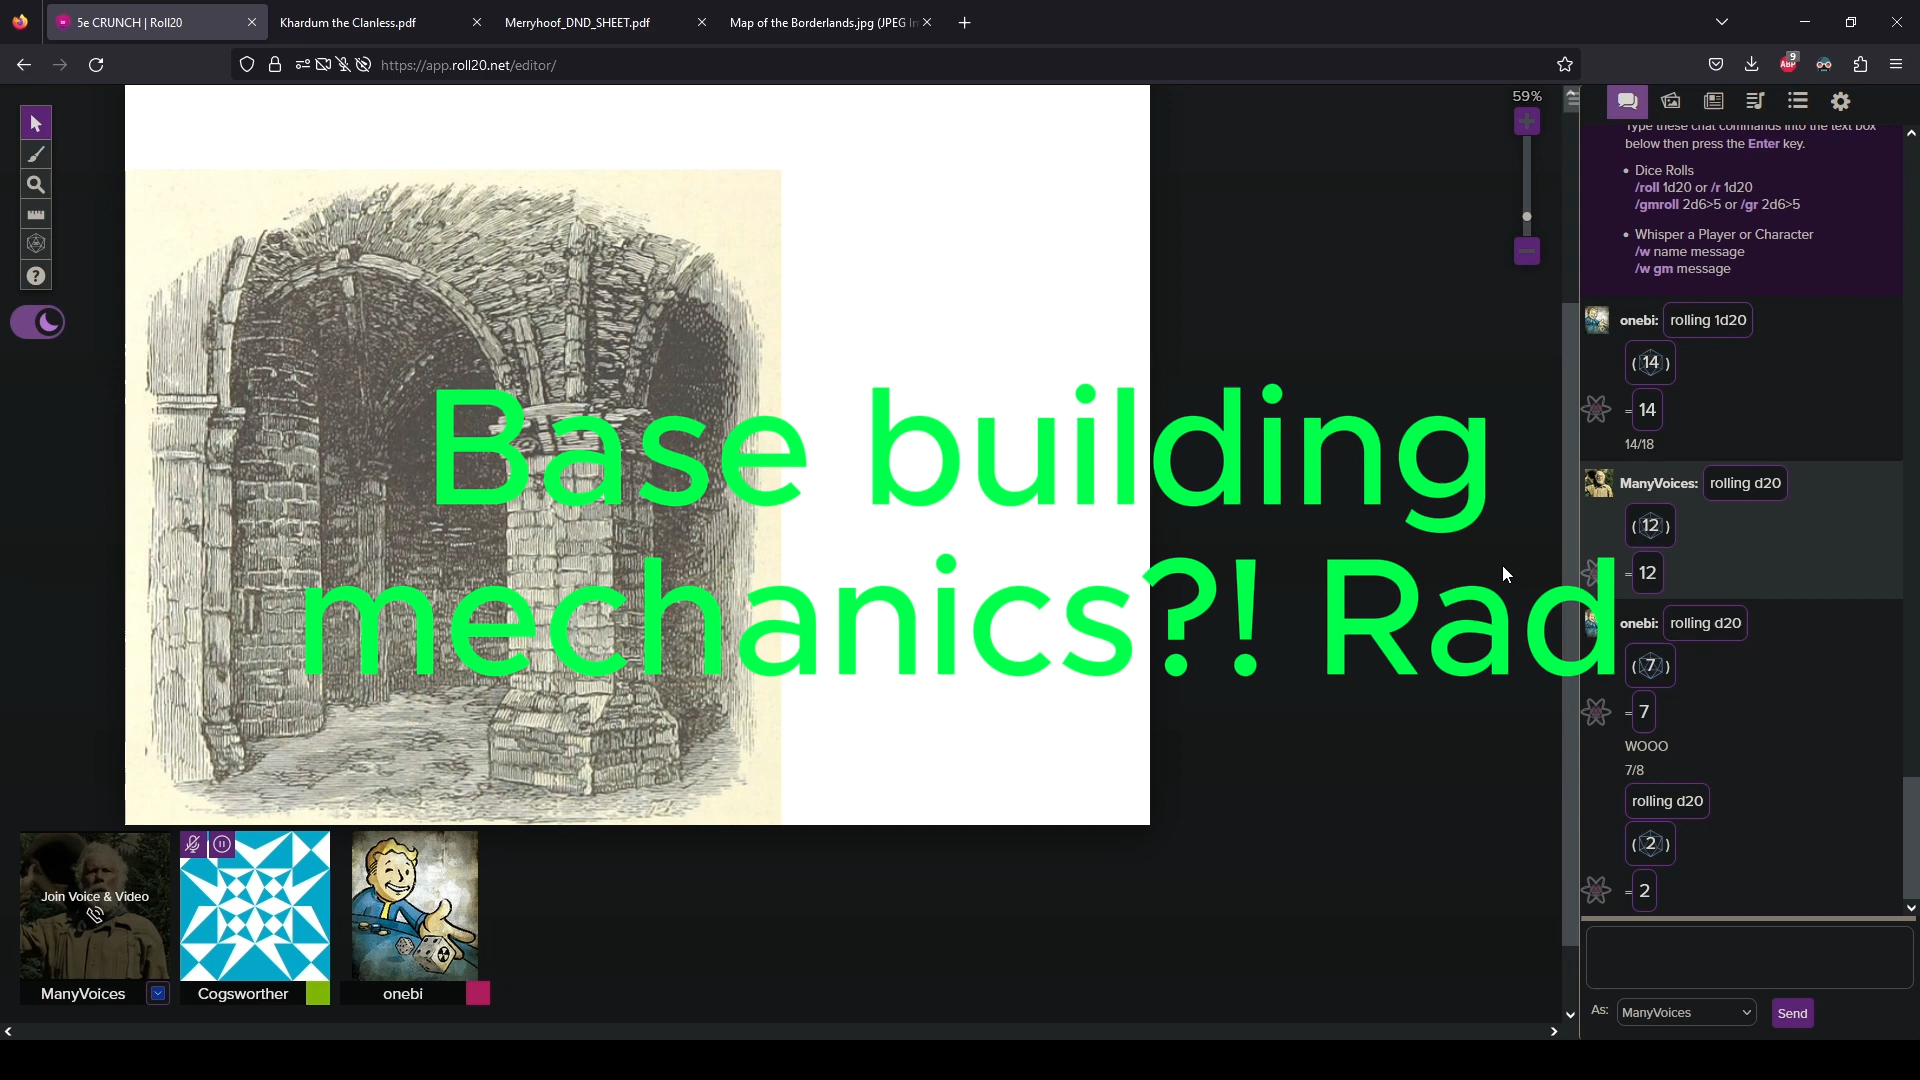 5e CRUNCH | Roll20
Khardum the Clanless.pdf
Merryhoof_DND_SHEET.pdf
Map of the Borderlands.jpg (JPEG In
https://app.roll20.net/editor/
ABP
9
59%
Type these chat commands into the text box
below then press the Enter key.
• Dice Rolls
/roll 1d20 or /r 1d20
/gmroll 2d6>5 or /gr 2d6>5
• Whisper a Player or Character
/w name message
/w gm message
onebi: rolling 1d20
(14)
=14
14/18
ManyVoices: rolling d20
(12)
=12
onebi: rolling d20
(7)
=7
WOOO
7/8
rolling d20
(2)
=2
Base building
mechanics?! Rad
Join Voice & Video
ManyVoices
Cogsworther
onebi
As: ManyVoices
Send